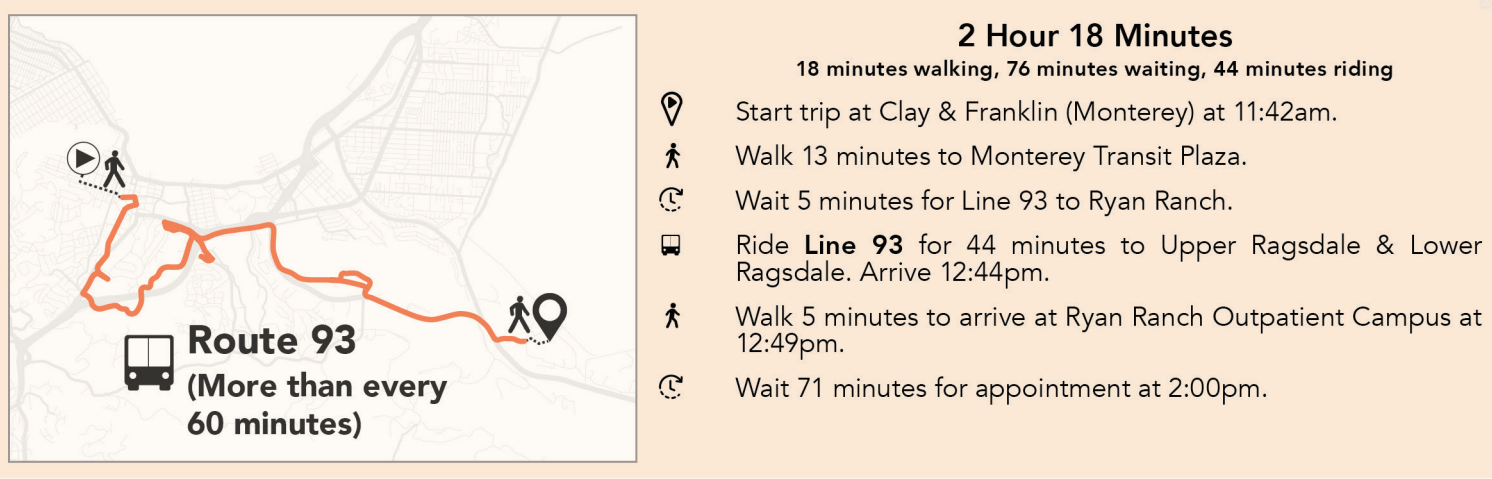 2 Hour 18 Minutes
18 minutes walking, 76 minutes waiting, 44 minutes riding
Start trip at Clay & Franklin (Monterey) at 11:42am.
Walk 13 minutes to Monterey Transit Plaza.
Wait 5 minutes for Line 93 to Ryan Ranch.
Ride Line 93 for 44 minutes to Upper Ragsdale & Lower
Ragsdale. Arrive 12:44pm.
Walk 5 minutes to arrive at Ryan Ranch Outpatient Campus at
12:49pm.
Wait 71 minutes for appointment at 2:00pm.
Route 93
(More than every
60 minutes)